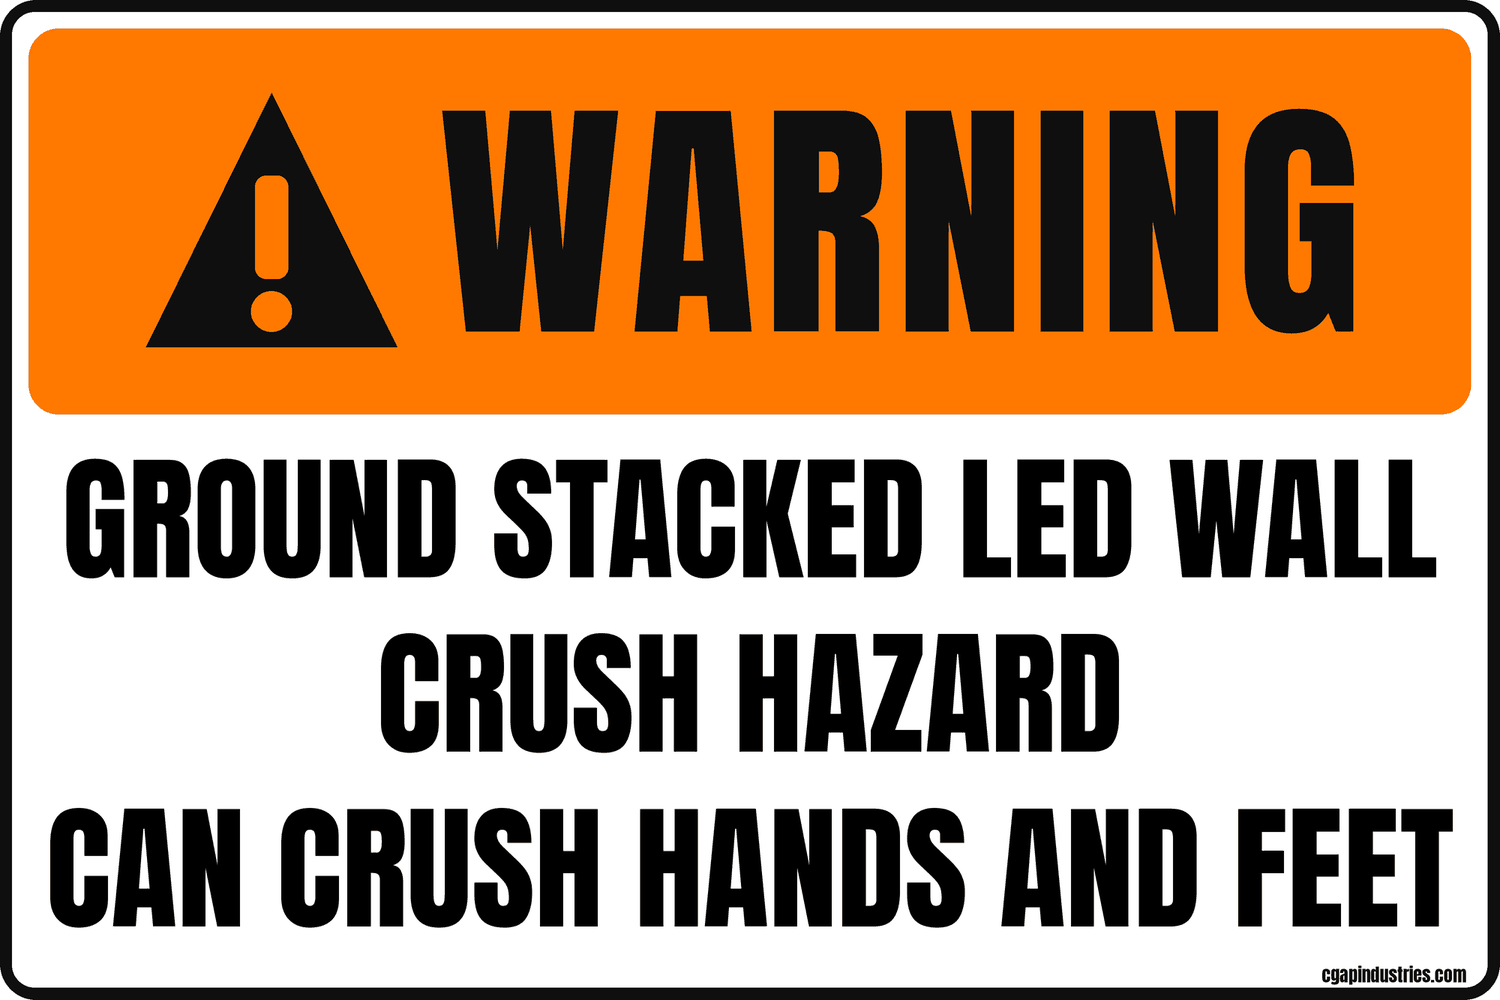 WARNING
GROUND STACKED LED WALL
CRUSH HAZARD
CAN CRUSH HANDS AND FEET
cgapindustries.com